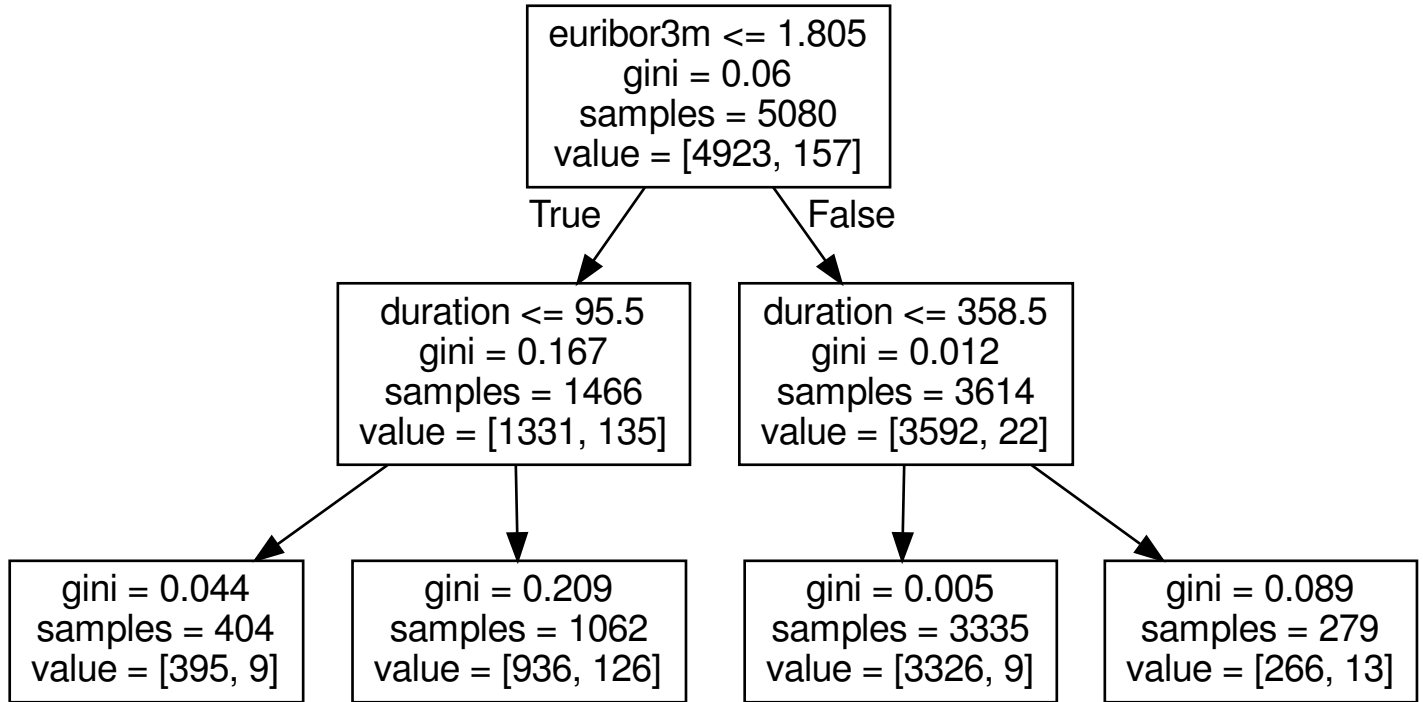 euribor3m <= 1.805
gini = 0.06
samples = 5080
value = [4923, 157]
True
False
duration <= 95.5
gini = 0.167
samples = 1466
value = [1331, 135]
duration <= 358.5
gini = 0.012
samples = 3614
value = [3592, 22]
gini = 0.044
samples = 404
value = [395, 9]
gini = 0.209
samples = 1062
value = [936, 126]
gini = 0.005
samples = 3335
value = [3326, 9]
gini = 0.089
samples = 279
value = [266, 13]